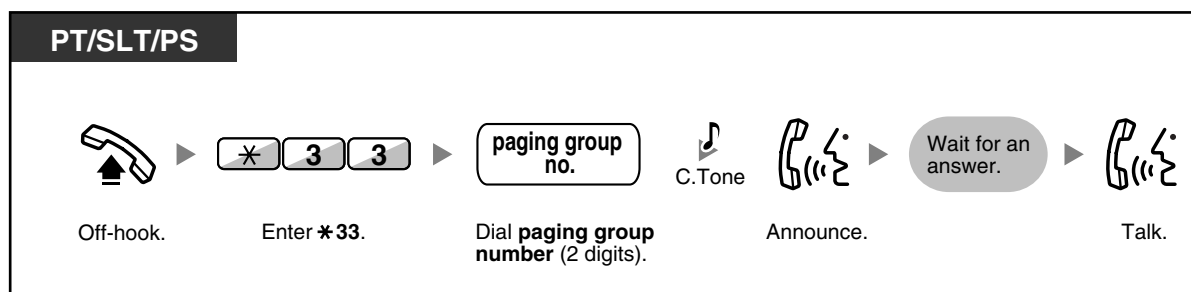 PT/SLT/PS
* 3 3
paging group
no.
C.Tone
Wait for an
answer.
Off-hook.
Enter *33.
Dial paging group
number (2 digits).
Announce.
Talk.